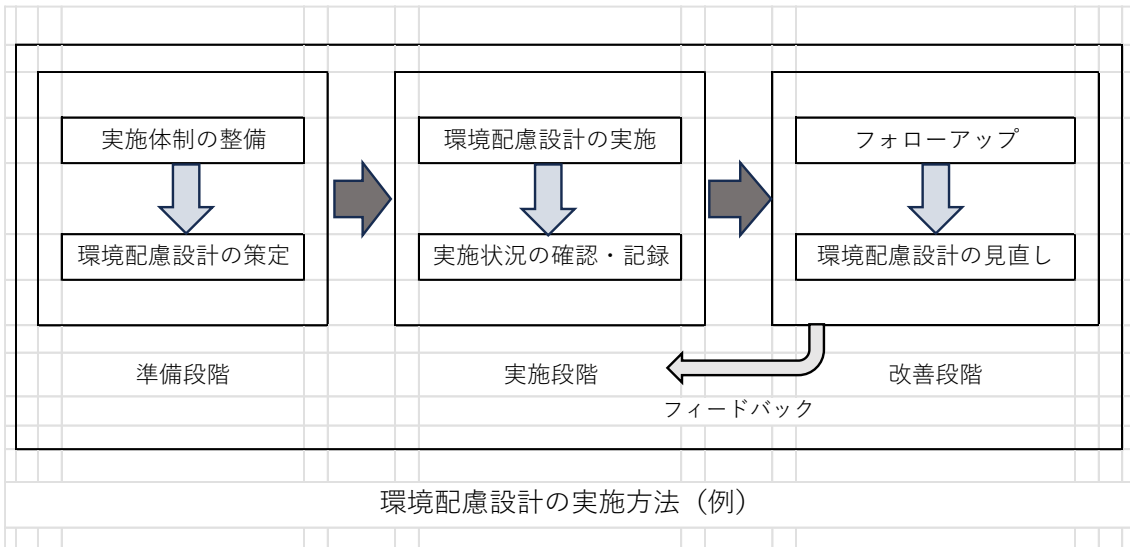 実施体制の整備
環境配慮設計の策定
準備段階
環境配慮設計の実施
実施状況の確認・記録
実施段階
フォローアップ
環境配慮設計の見直し
改善段階
フィードバック
環境配慮設計の実施方法（例）